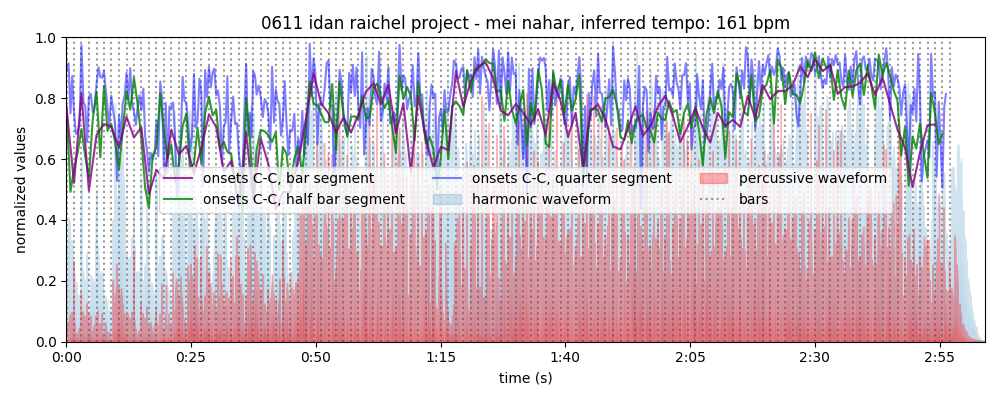 0611 idan raichel project - mei nahar, inferred tempo: 161 bpm
1.0
0.8
0.6
0.4
0.2
0.0
normalized values
onsets C-C, bar segment
onsets C-C, half bar segment
onsets C-C, quarter segment
harmonic waveform
percussive waveform
bars
0:00 0:25 0:50 1:15 1:40 2:05 2:30 2:55
time (s)